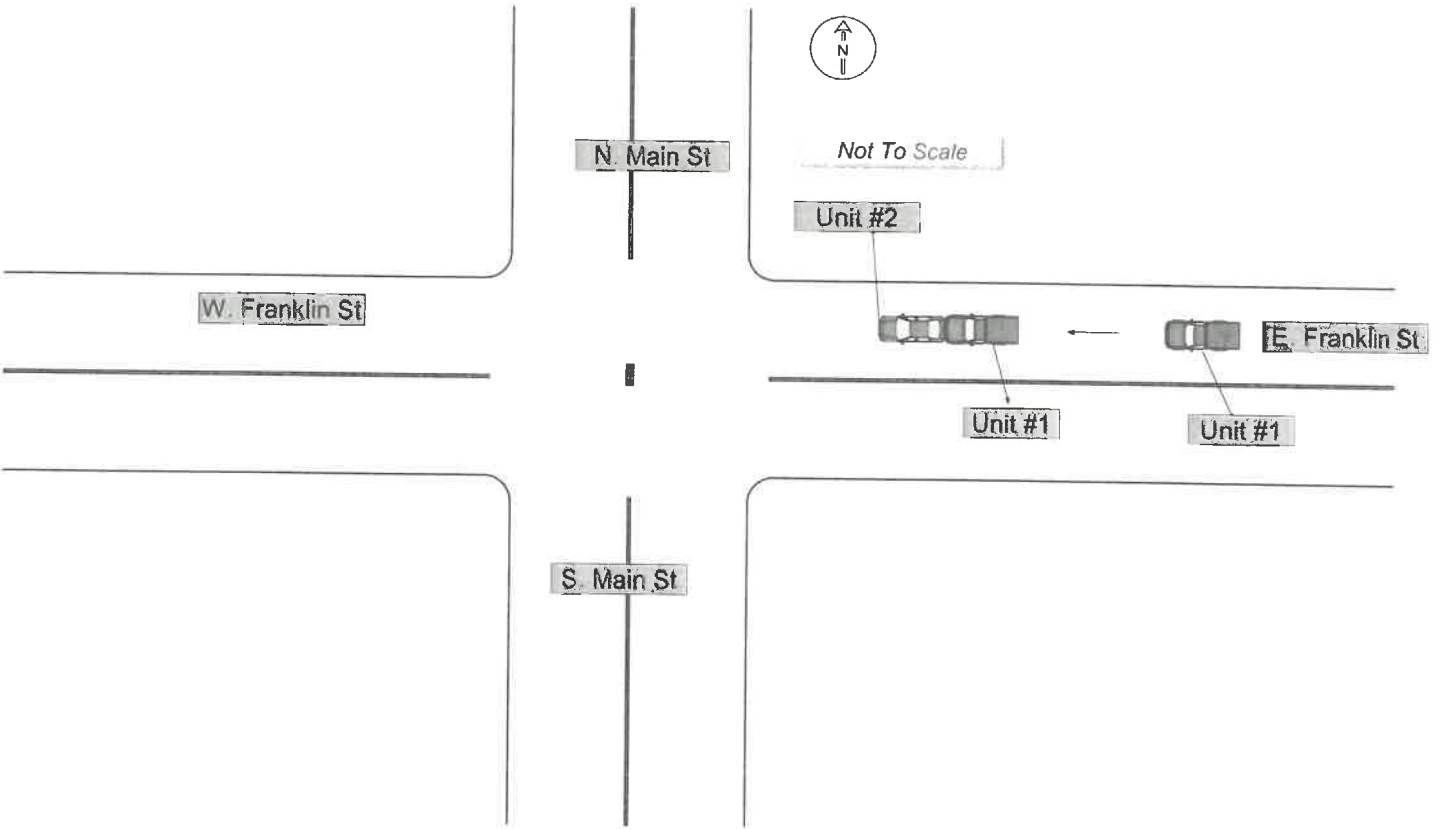 N
N. Main St
Not To Scale
Unit #2
W. Franklin St
E. Franklin St
Unit #1
Unit #1
S. Main St